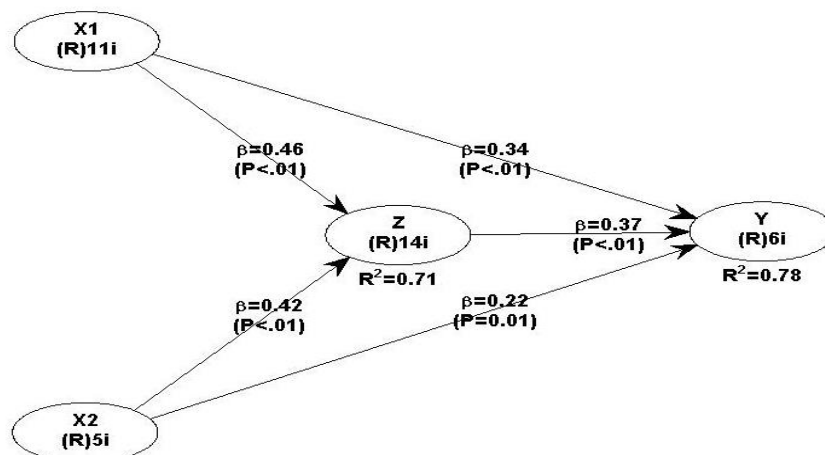 X1
(R)11i
β=0.46
(P<.01)
β=0.34
(P<.01)
Z
(R)14i
R²=0.71
β=0.37
(P<.01)
Y
(R)6i
R²=0.78
β=0.42
(P<.01)
β=0.22
(P=0.01)
X2
(R)5i